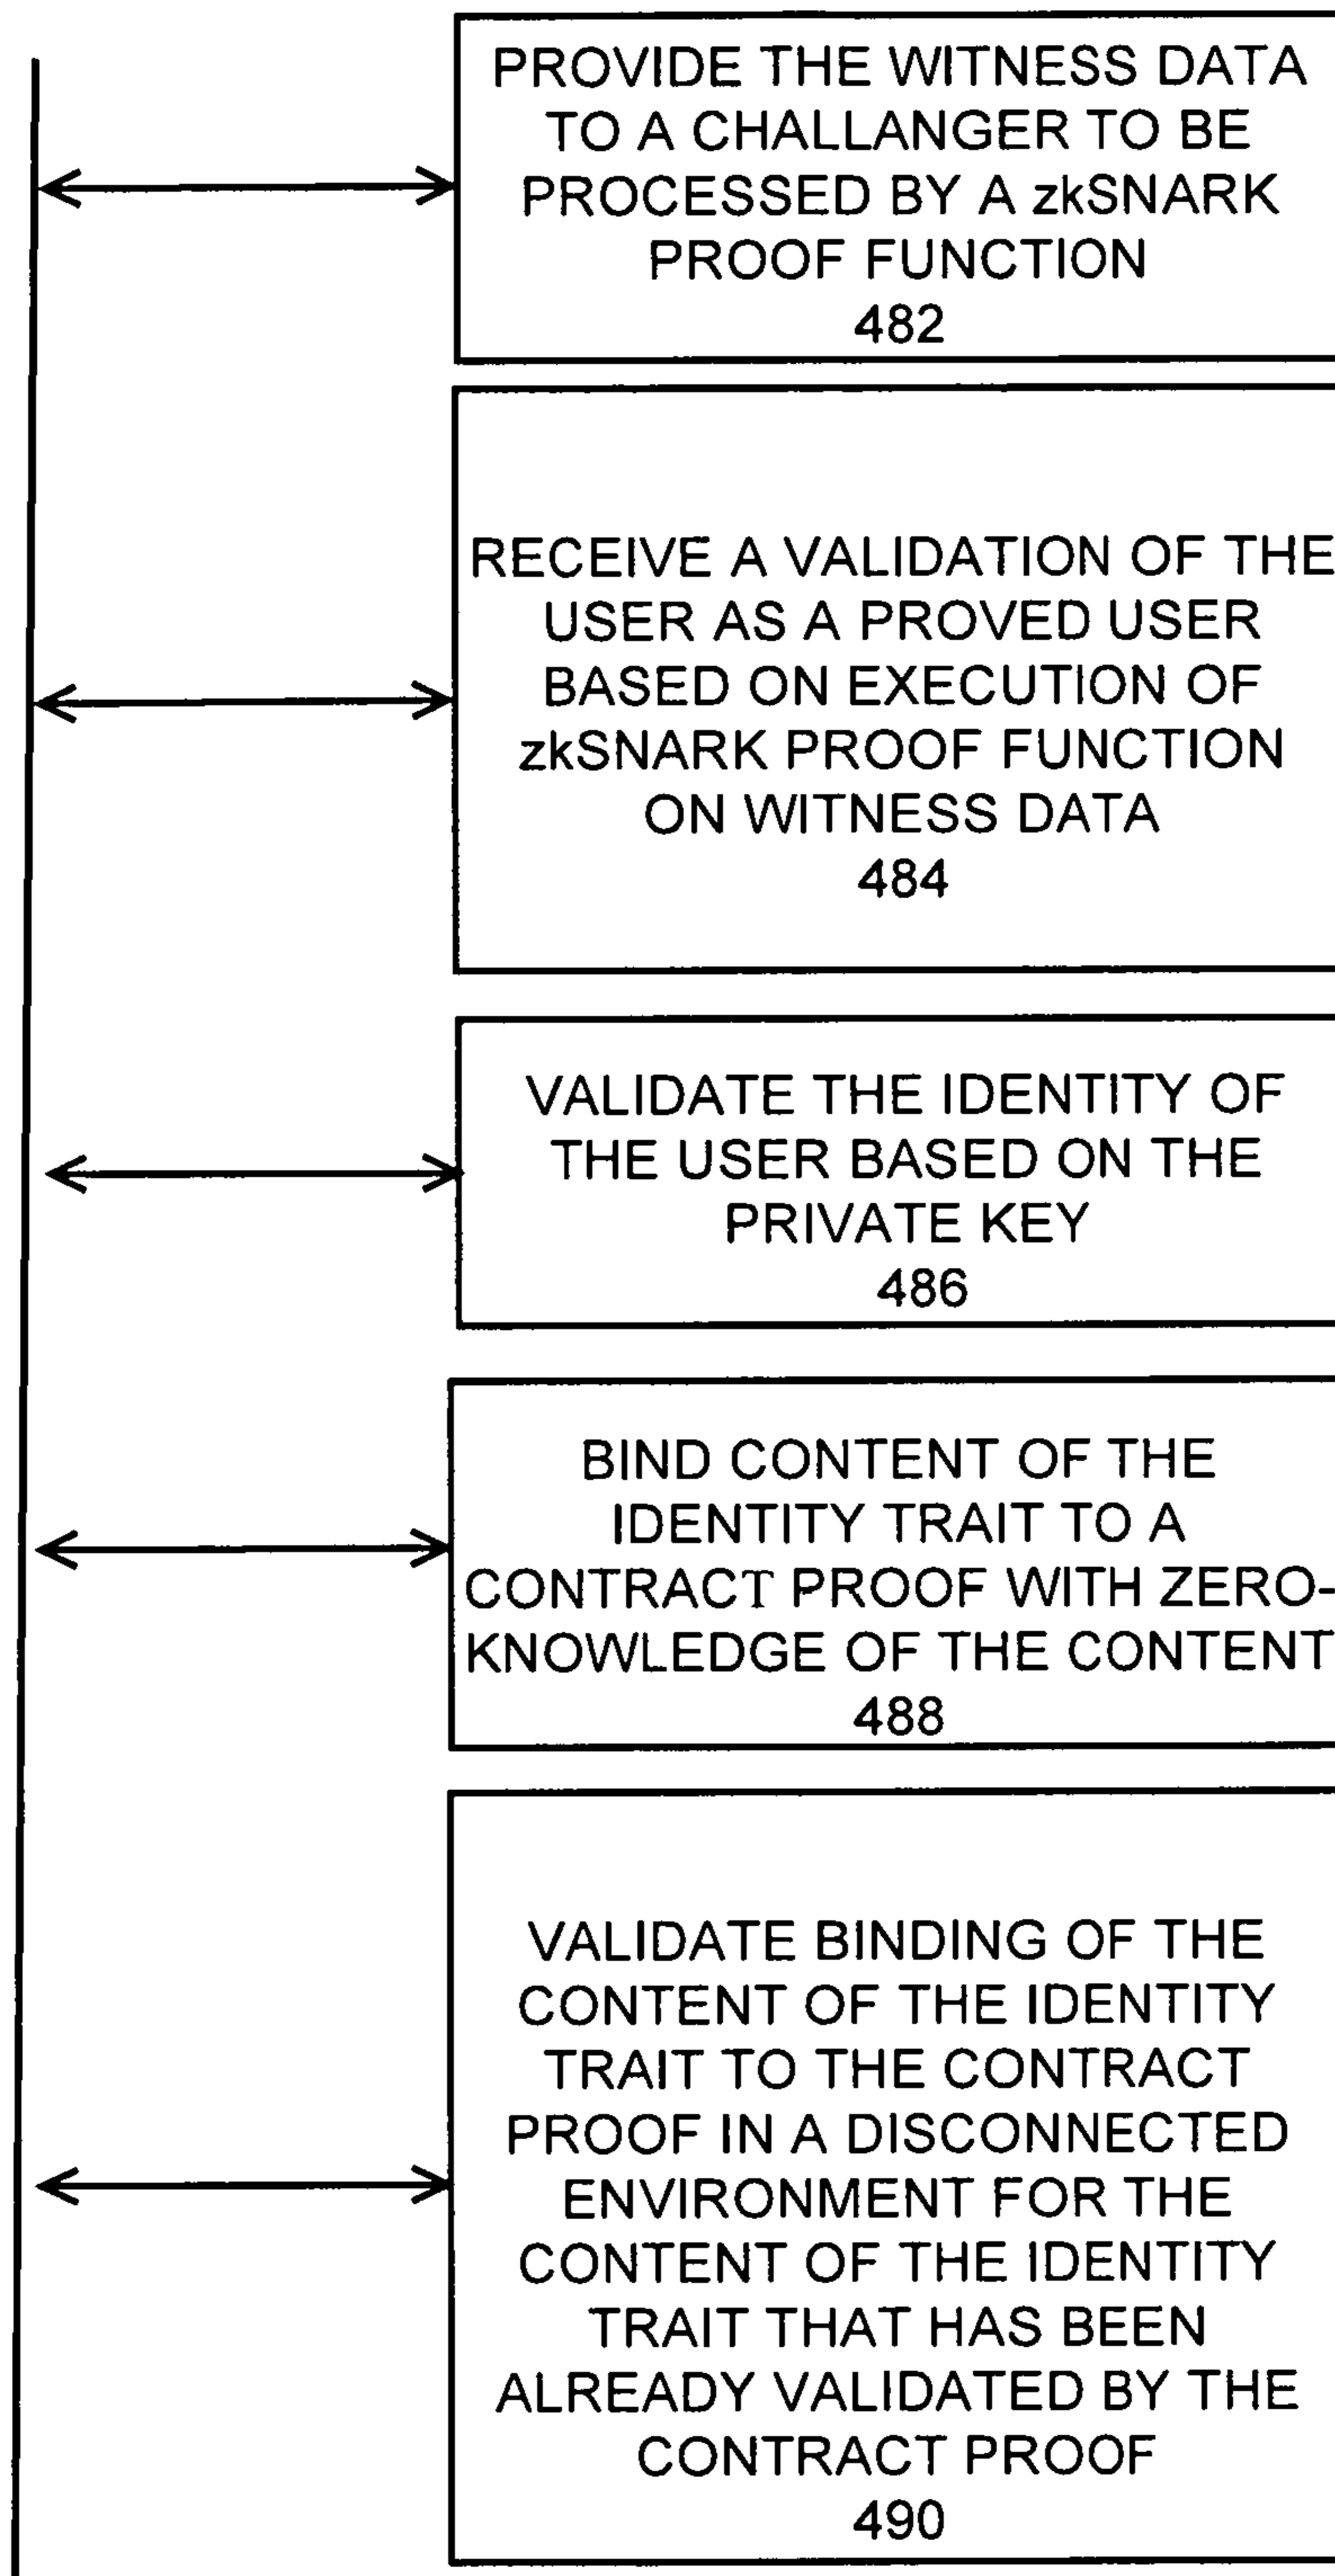 PROVIDE THE WITNESS DATA
TO A CHALLANGER TO BE
PROCESSED BY A zkSNARK
PROOF FUNCTION
482
RECEIVE A VALIDATION OF THE
USER AS A PROVED USER
BASED ON EXECUTION OF
zkSNARK PROOF FUNCTION
ON WITNESS DATA
484
VALIDATE THE IDENTITY OF
THE USER BASED ON THE
PRIVATE KEY
486
BIND CONTENT OF THE
IDENTITY TRAIT TO A
CONTRACT PROOF WITH ZERO-
KNOWLEDGE OF THE CONTENT
488
VALIDATE BINDING OF THE
CONTENT OF THE IDENTITY
TRAIT TO THE CONTRACT
PROOF IN A DISCONNECTED
ENVIRONMENT FOR THE
CONTENT OF THE IDENTITY
TRAIT THAT HAS BEEN
ALREADY VALIDATED BY THE
CONTRACT PROOF
490